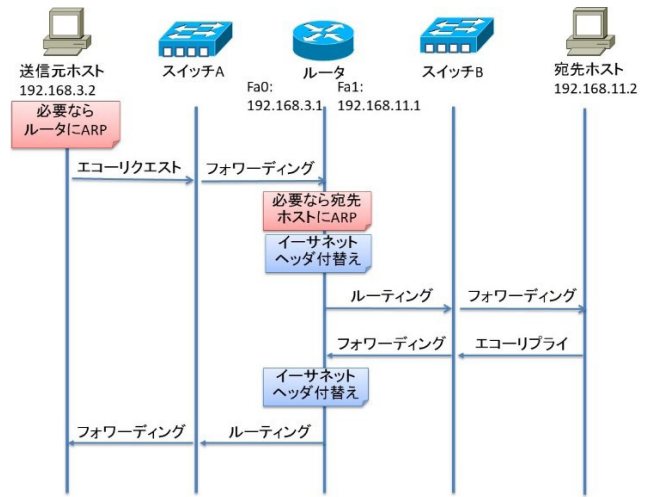 送信元ホスト
192.168.3.2
スイッチA
ルータ
Fa0:
192.168.3.1
Fa1:
192.168.11.1
スイッチB
宛先ホスト
192.168.11.2
必要なら
ルータにARP
エコーリクエスト
フォワーディング
必要なら宛先
ホストにARP
イーサネット
ヘッダ付替え
ルーティング
フォワーディング
フォワーディング
エコーリプライ
イーサネット
ヘッダ付替え
フォワーディング
ルーティング